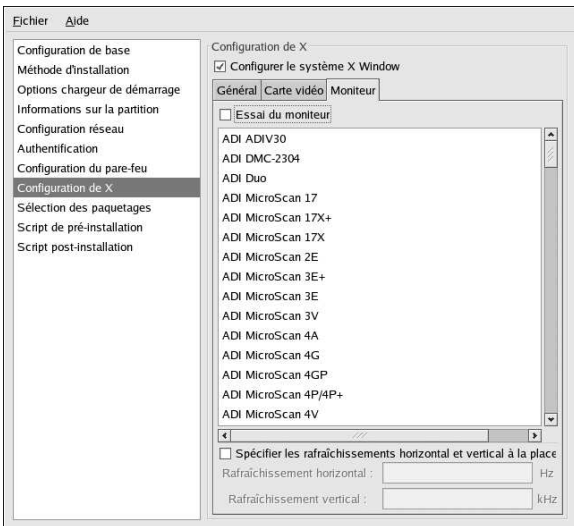 Fichier Aide
Configuration de base
Méthode d'installation
Options chargeur de démarrage
Informations sur la partition
Configuration réseau
Authentification
Configuration du pare-feu
Configuration de X
Sélection des paquetages
Script de pré-installation
Script post-installation
Configuration de X
Configurer le système X Window
Général Carte vidéo Moniteur
Essai du moniteur
ADI ADIV30
ADI DMC-2304
ADI Duo
ADI MicroScan 17
ADI MicroScan 17X+
ADI MicroScan 17X
ADI MicroScan 2E
ADI MicroScan 3E+
ADI MicroScan 3E
ADI MicroScan 3V
ADI MicroScan 4A
ADI MicroScan 4G
ADI MicroScan 4GP
ADI MicroScan 4P/4P+
ADI MicroScan 4V
Spécifier les rafraîchissements horizontal et vertical à la place
Rafraîchissement horizontal : Hz
Rafraîchissement vertical : kHz